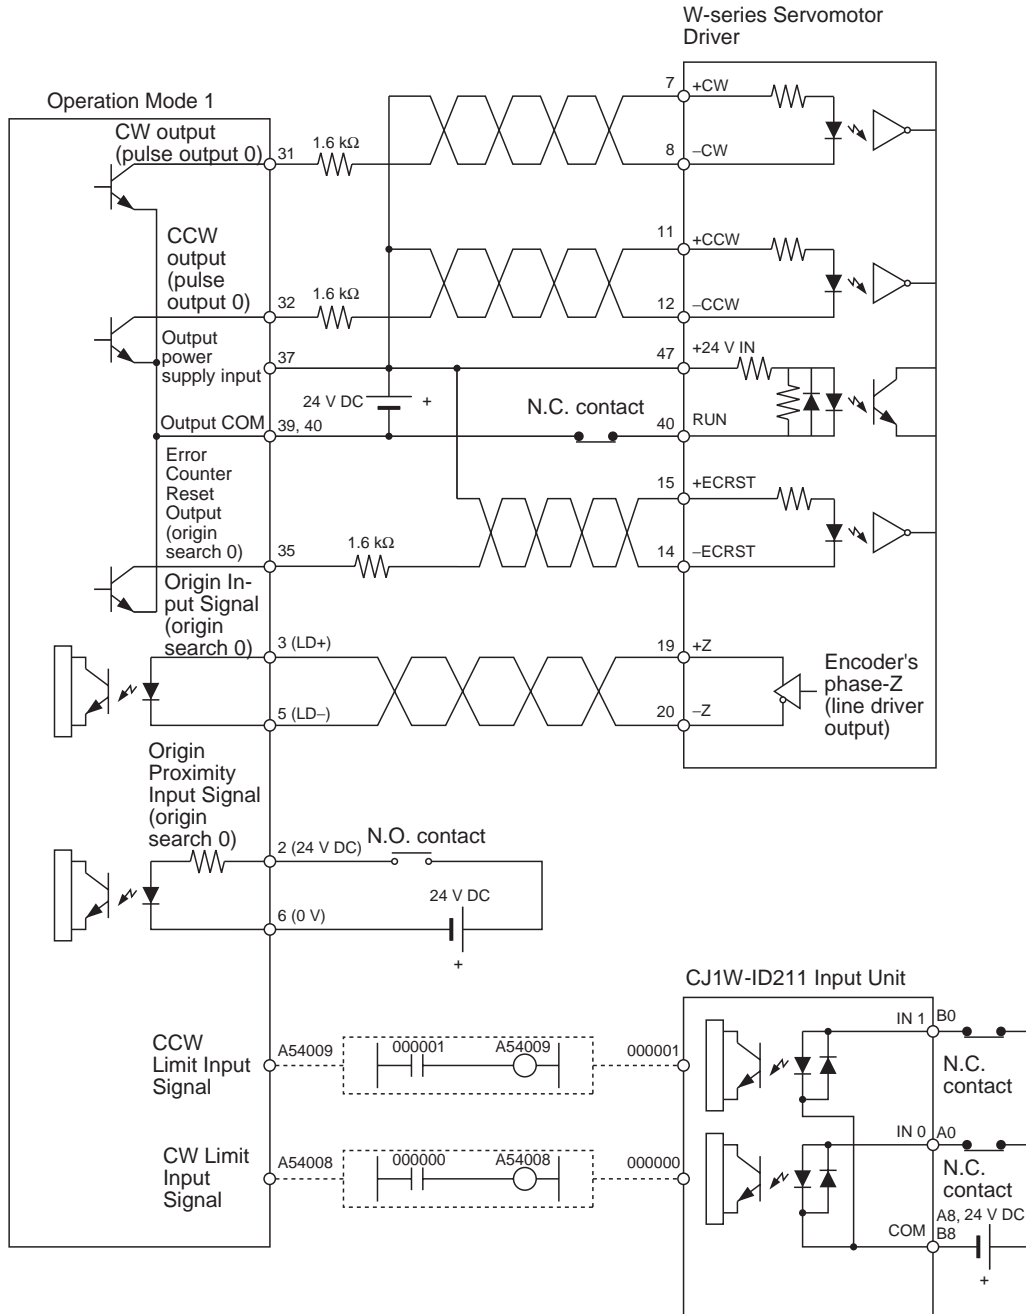 W-series Servomotor
Driver
Operation Mode 1
CW output
(pulse output 0)
31
1.6 kΩ
7
+CW
8
–CW
CCW
output
(pulse
output 0)
32
1.6 kΩ
11
+CCW
12
–CCW
Output
power
supply input
37
47
+24 V IN
24 V DC
+
N.C. contact
Output COM
39, 40
40
RUN
Error
Counter
Reset
Output
(origin
search 0)
35
1.6 kΩ
15
+ECRST
14
–ECRST
Origin In-
put Signal
(origin
search 0)
3 (LD+)
5 (LD–)
19
+Z
20
–Z
Encoder's
phase-Z
(line driver
output)
Origin
Proximity
Input Signal
(origin
search 0)
2 (24 V DC)
N.O. contact
24 V DC
6 (0 V)
+
CJ1W-ID211 Input Unit
CCW
Limit Input
Signal
A54009
000001
A54009
000001
IN 1
B0
N.C.
contact
CW Limit
Input
Signal
A54008
000000
A54008
000000
IN 0
A0
N.C.
contact
COM
A8,
B8
24 V DC
+